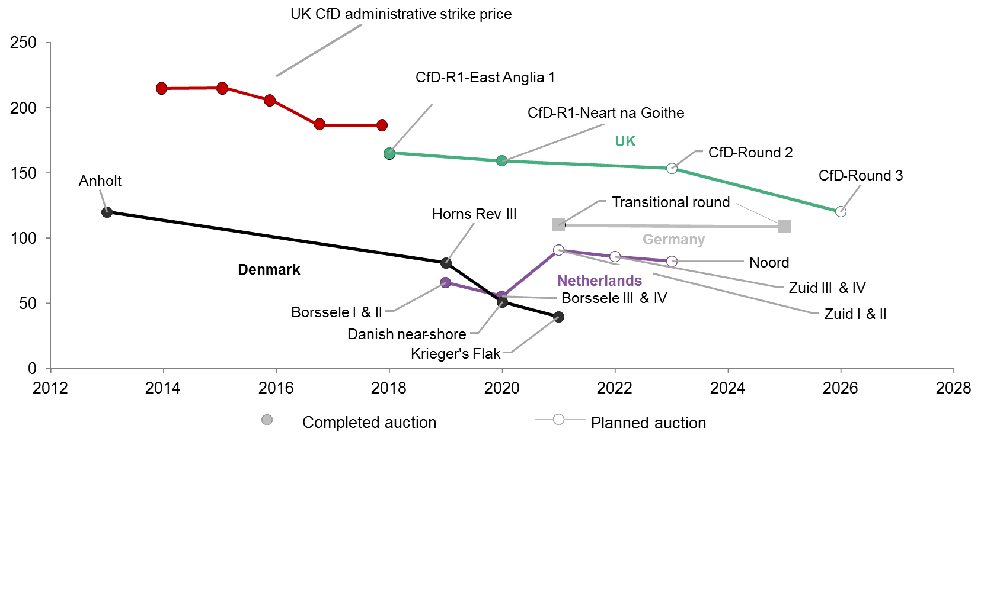 UK CfD administrative strike price
250
CfD-R1-East Anglia 1
200
CfD-R1-Neart na Goithe
UK
CfD-Round 2
150
CfD-Round 3
Anholt
Transitional round
Horns Rev III
100
Germany
Noord
Denmark
Netherlands
Zuid III & IV
Borssele III & IV
50
Borssele I & II
Zuid I & II
Danish near-shore
Krieger's Flak
0
2012 2014 2016 2018 2020 2022 2024 2026 2028
Completed auction
Planned auction